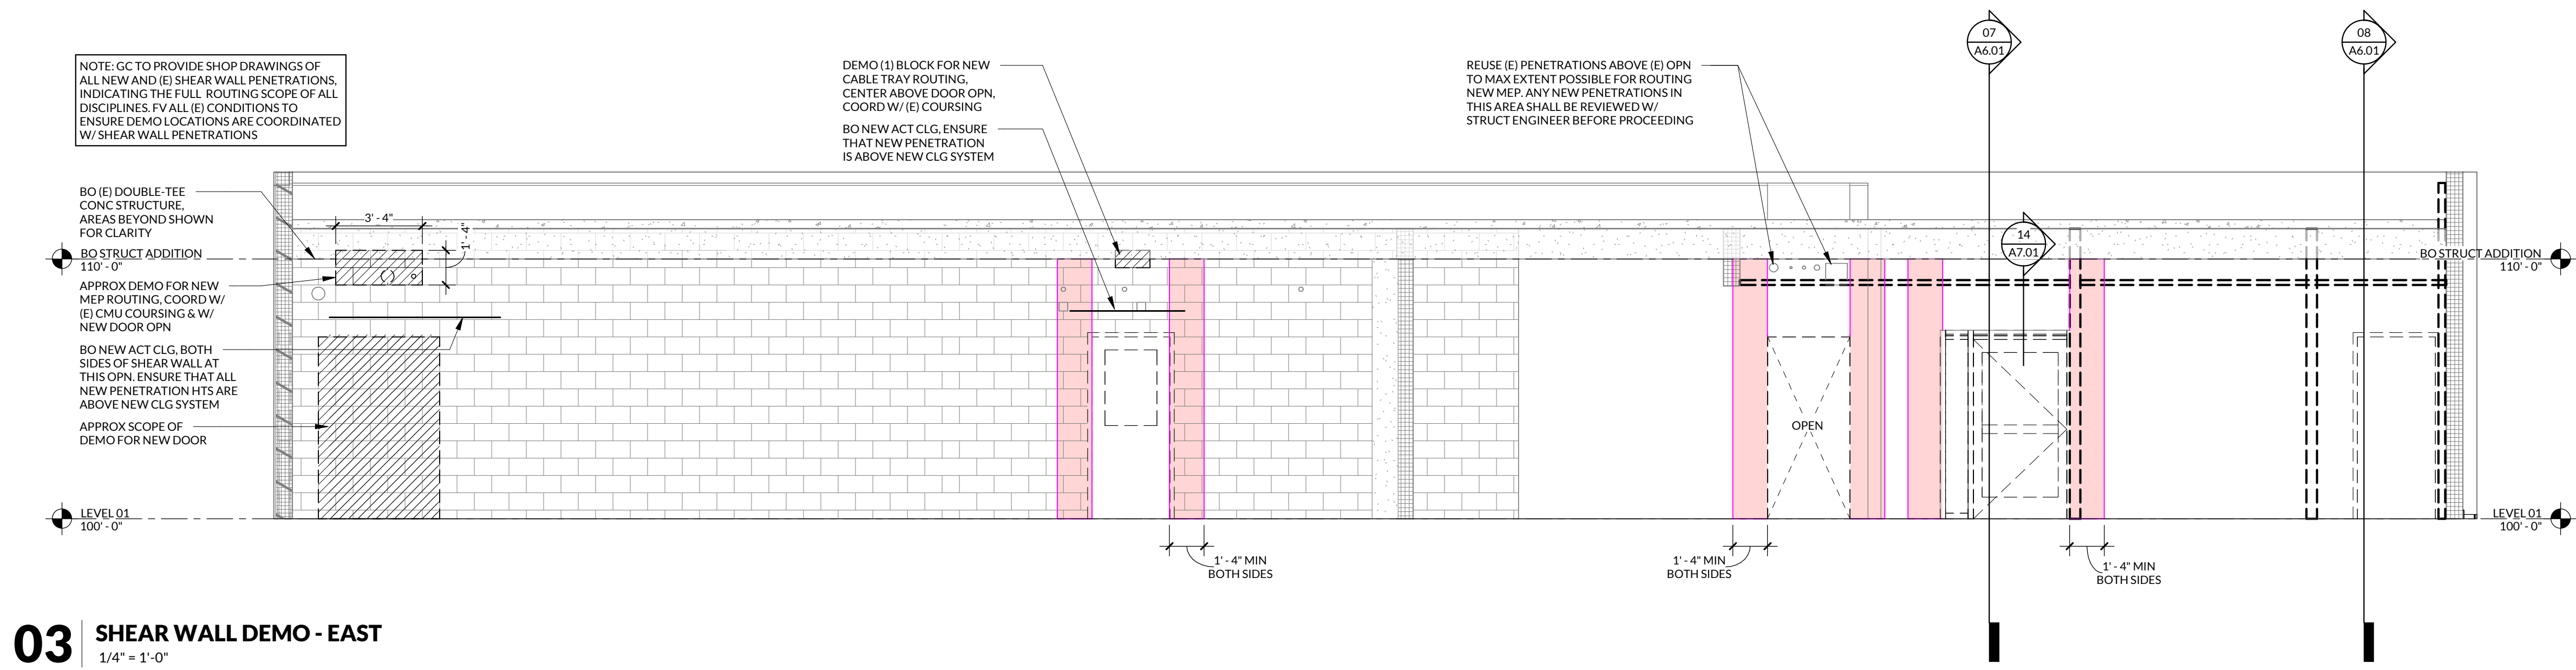 NOTE: GC TO PROVIDE SHOP DRAWINGS OF
ALL NEW AND (E) SHEAR WALL PENETRATIONS,
INDICATING THE FULL ROUTING SCOPE OF ALL
DISCIPLINES. FV ALL (E) CONDITIONS TO
ENSURE DEMO LOCATIONS ARE COORDINATED
W/ SHEAR WALL PENETRATIONS
BO (E) DOUBLE-TEE
CONC STRUCTURE,
AREAS BEYOND SHOWN
FOR CLARITY
BO STRUCT ADDITION
110' - 0"
APPROX DEMO FOR NEW
MEP ROUTING, COORD W/
(E) CMU COURSING & W/
NEW DOOR OPN
BO NEW ACT CLG, BOTH
SIDES OF SHEAR WALL AT
THIS OPN. ENSURE THAT ALL
NEW PENETRATION HTS ARE
ABOVE NEW CLG SYSTEM
APPROX SCOPE OF
DEMO FOR NEW DOOR
LEVEL 01
100' - 0"
3' - 4"
1' - 4"
DEMO (1) BLOCK FOR NEW
CABLE TRAY ROUTING,
CENTER ABOVE DOOR OPN,
COORD W/ (E) COURSING
BO NEW ACT CLG, ENSURE
THAT NEW PENETRATION
IS ABOVE NEW CLG SYSTEM
REUSE (E) PENETRATIONS ABOVE (E) OPN
TO MAX EXTENT POSSIBLE FOR ROUTING
NEW MEP. ANY NEW PENETRATIONS IN
THIS AREA SHALL BE REVIEWED W/
STRUCT ENGINEER BEFORE PROCEEDING
07
A6.01
08
A6.01
14
A7.01
BO STRUCT ADDITION
110' - 0"
OPEN
LEVEL 01
100' - 0"
1' - 4" MIN
BOTH SIDES
1' - 4" MIN
BOTH SIDES
1' - 4" MIN
BOTH SIDES
03
SHEAR WALL DEMO - EAST
1/4" = 1'-0"